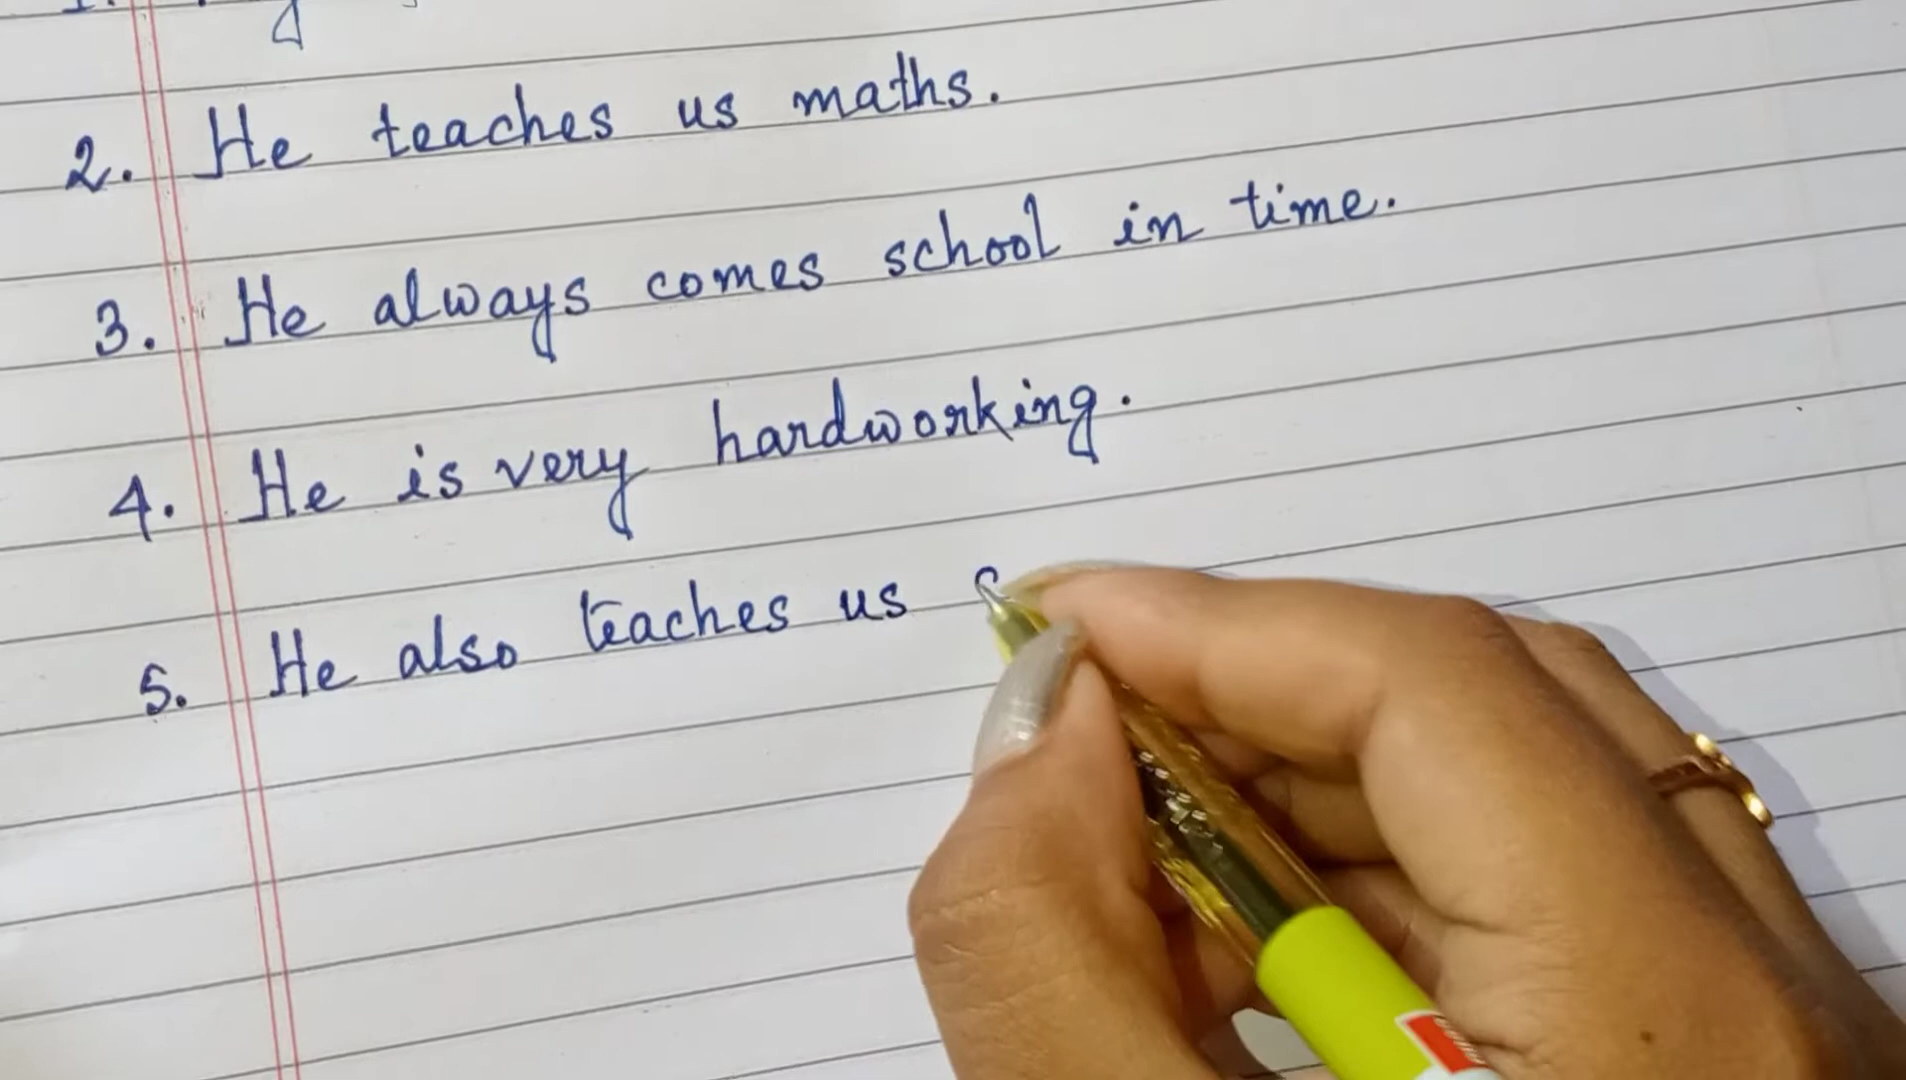 2. He teaches us maths.
3. He always comes school in time.
4. He is very hardworking.
5. He also teaches us